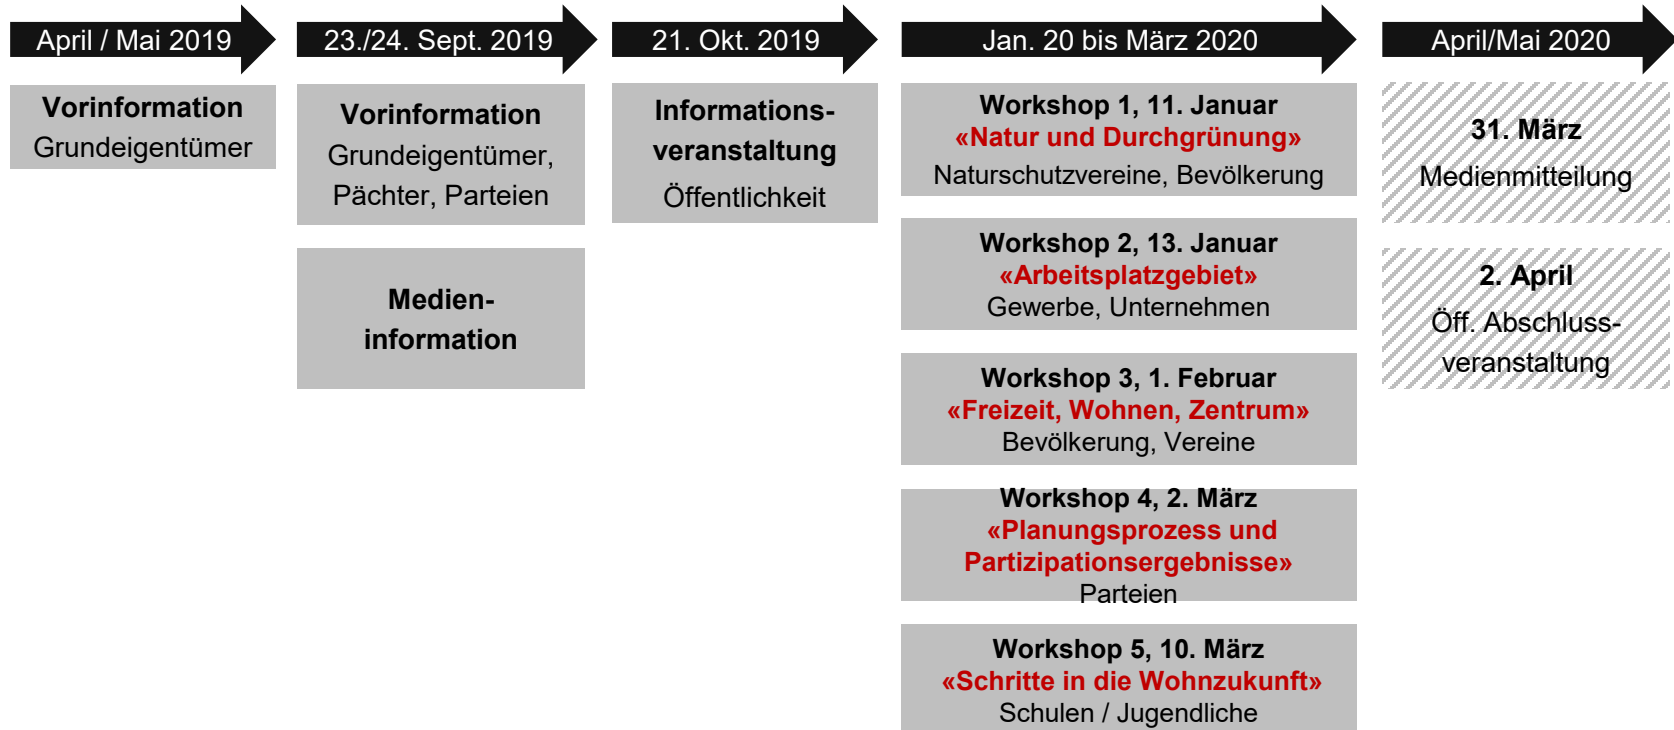 April / Mai 2019
23./24. Sept. 2019
21. Okt. 2019
Jan. 20 bis März 2020
April/Mai 2020
Vorinformation
Grundeigentümer
Vorinformation
Grundeigentümer,
Pächter, Parteien
Medien-
information
Informations-
veranstaltung
Öffentlichkeit
Workshop 1, 11. Januar
«Natur und Durchgrünung»
Naturschutzvereine, Bevölkerung
Workshop 2, 13. Januar
«Arbeitsplatzgebiet»
Gewerbe, Unternehmen
Workshop 3, 1. Februar
«Freizeit, Wohnen, Zentrum»
Bevölkerung, Vereine
Workshop 4, 2. März
«Planungsprozess und
Partizipationsergebnisse»
Parteien
Workshop 5, 10. März
«Schritte in die Wohnzukunft»
Schulen / Jugendliche
31. März
Medienmitteilung
2. April
Öff. Abschluss-
veranstaltung